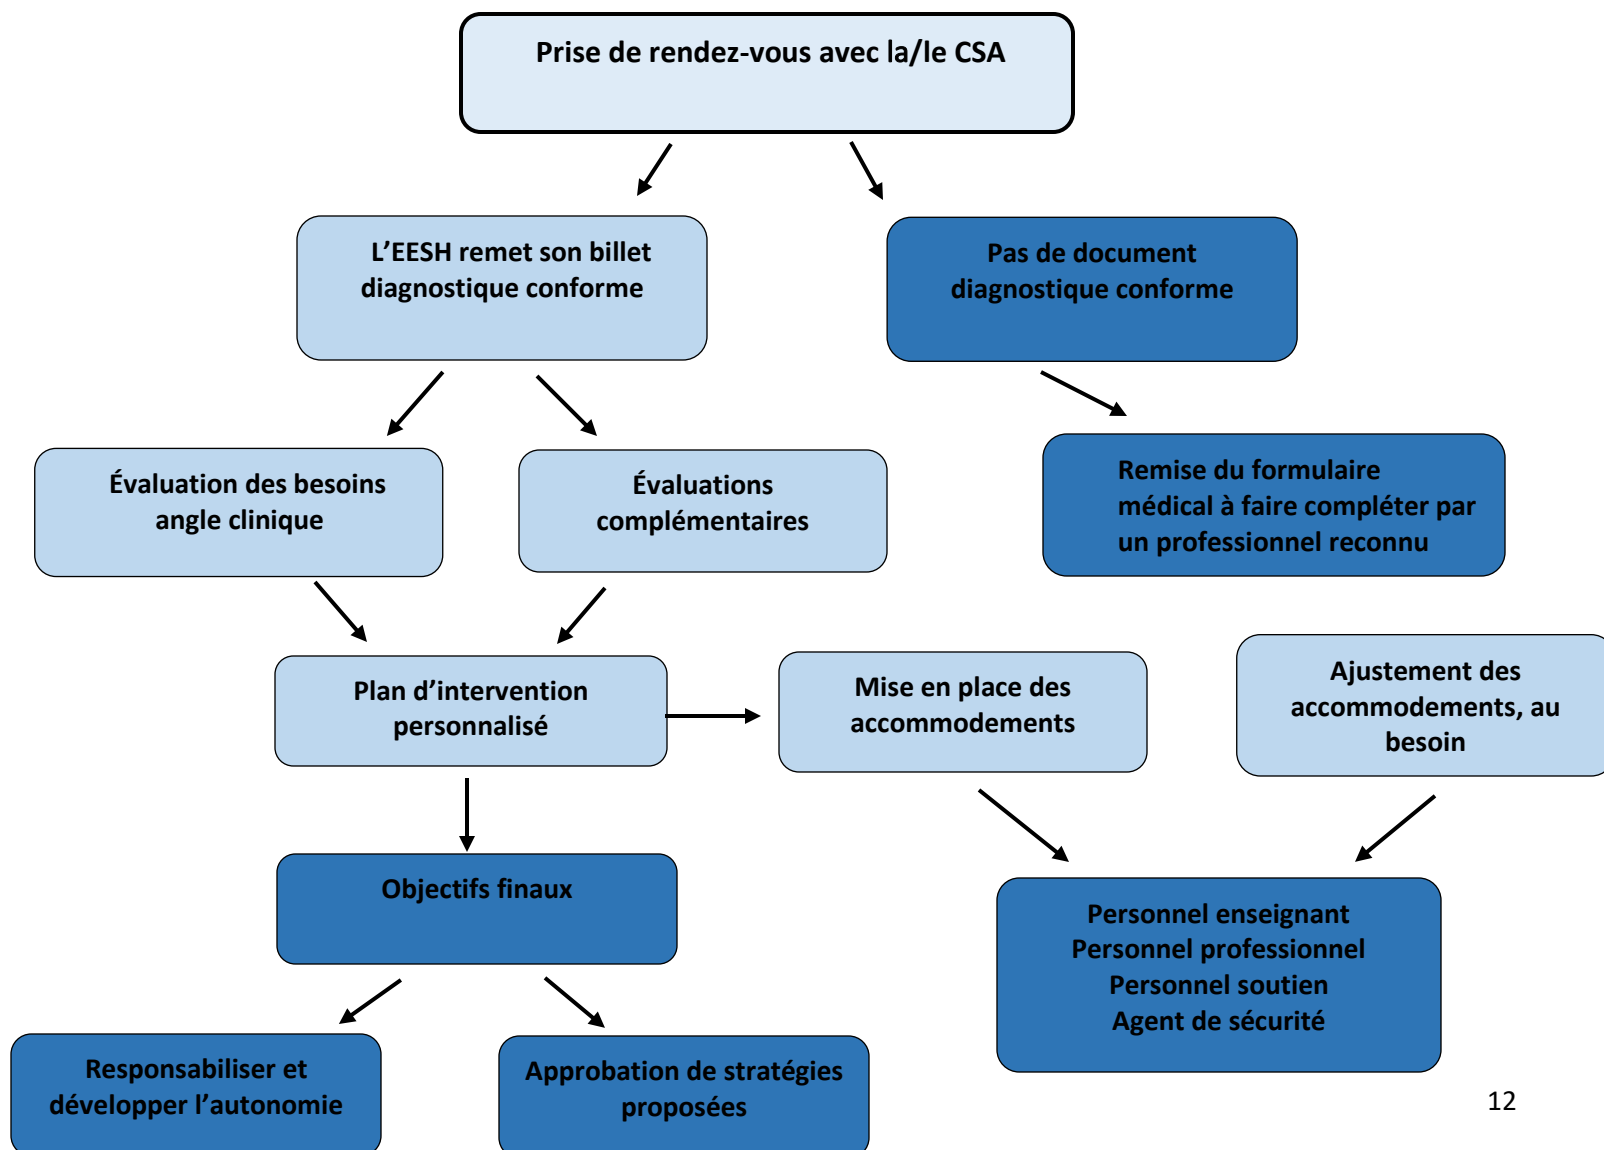 Prise de rendez-vous avec la/le CSA
L’EESH remet son billet
diagnostique conforme
Pas de document
diagnostique conforme
Évaluation des besoins
angle clinique
Évaluations
complémentaires
Remise du formulaire
médical à faire compléter par
un professionnel reconnu
Plan d’intervention
personnalisé
Mise en place des
accommodements
Ajustement des
accommodements, au
besoin
Objectifs finaux
Personnel enseignant
Personnel professionnel
Personnel soutien
Agent de sécurité
Responsabiliser et
développer l’autonomie
Approbation de stratégies
proposées
12